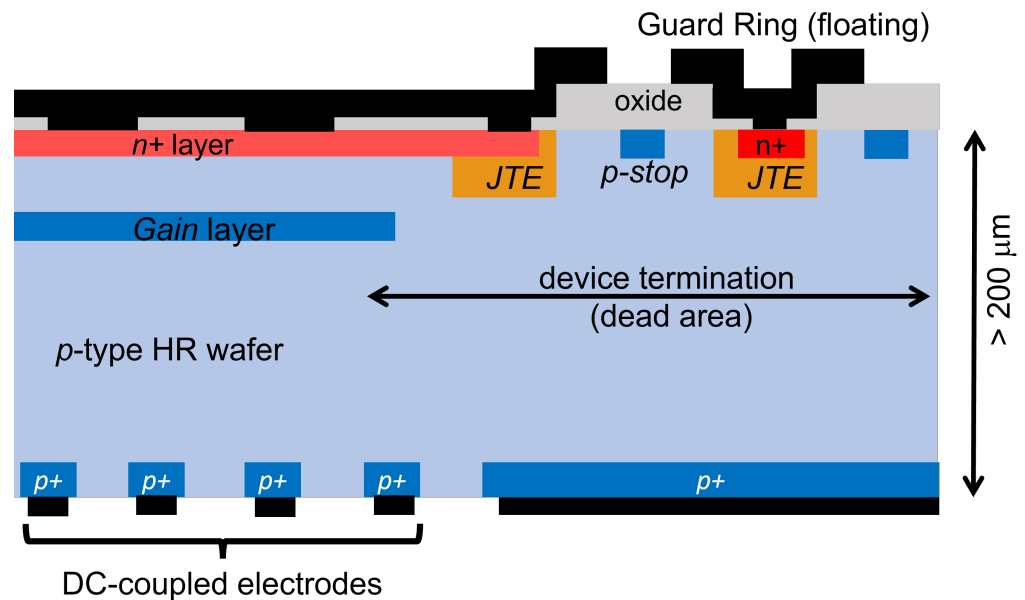 Guard Ring (floating)
oxide
n+ layer
n+
JTE
p-stop
JTE
Gain layer
device termination
(dead area)
> 200 μm
p-type HR wafer
p+
p+
p+
p+
p+
DC-coupled electrodes